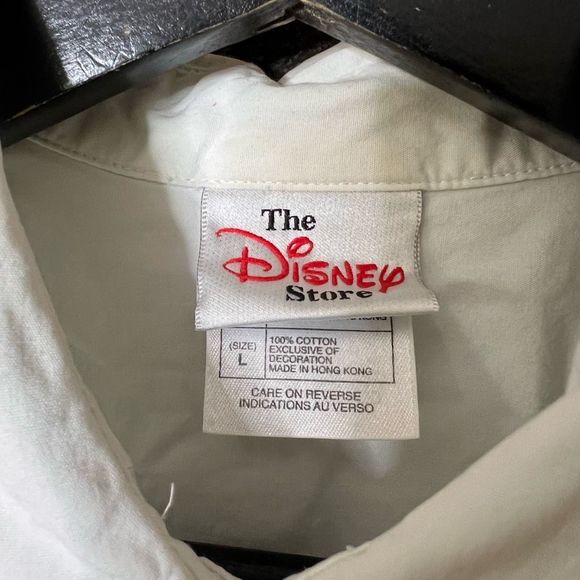 The
Disney
Store
(SIZE)
L
100% COTTON
EXCLUSIVE OF
DECORATION
MADE IN HONG KONG
CARE ON REVERSE
INDICATIONS AU VERSO